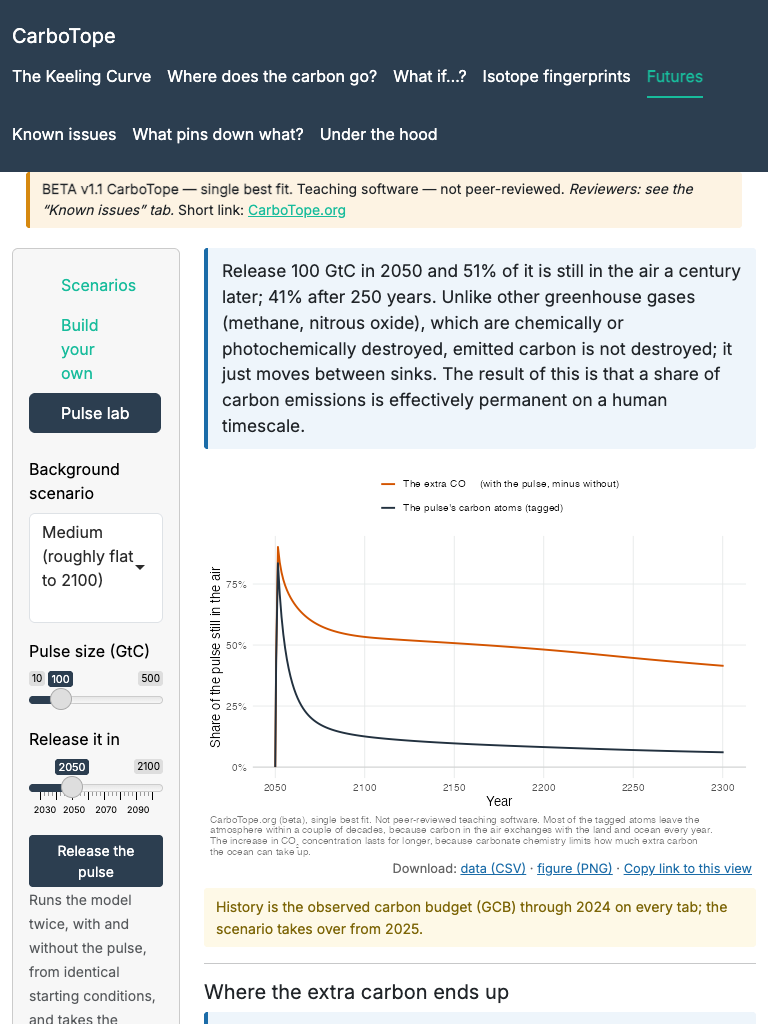 CarboTope
The Keeling Curve Where does the carbon go? What if...? Isotope fingerprints Futures
Known issues What pins down what? Under the hood
BETA v1.1 CarboTope — single best fit. Teaching software — not peer-reviewed. Reviewers: see the
"Known issues" tab. Short link: CarboTope.org
Scenarios
Build
your
own
Pulse lab
Background
scenario
Medium
(roughly flat
to 2100)
Pulse size (GtC)
10 100 500
Release it in
2050 2100
2030 2050 2070 2090
Release the
pulse
Runs the model
twice, with and
without the pulse,
from identical
starting conditions,
and takes the
Release 100 GtC in 2050 and 51% of it is still in the air a century
later; 41% after 250 years. Unlike other greenhouse gases
(methane, nitrous oxide), which are chemically or
photochemically destroyed, emitted carbon is not destroyed; it
just moves between sinks. The result of this is that a share of
carbon emissions is effectively permanent on a human
timescale.
The extra CO (with the pulse, minus without)
The pulse's carbon atoms (tagged)
Share of the pulse still in the air
75%
50%
25%
0%
2050 2100 2150 2200 2250 2300
Year
CarboTope.org (beta), single best fit. Not peer-reviewed teaching software. Most of the tagged atoms leave the
atmosphere within a couple of decades, because carbon in the air exchanges with the land and ocean every year.
The increase in CO2 concentration lasts for longer, because carbonate chemistry limits how much extra carbon
the ocean can take up.
Download: data (CSV) · figure (PNG) · Copy link to this view
History is the observed carbon budget (GCB) through 2024 on every tab; the
scenario takes over from 2025.
Where the extra carbon ends up